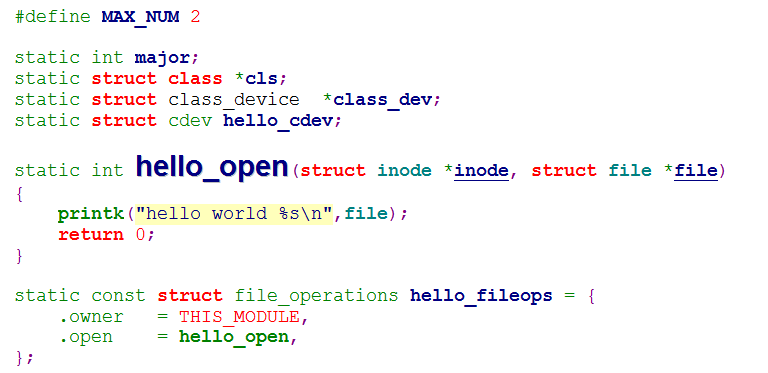 #define MAX_NUM 2
static int major;
static struct class *cls;
static struct class_device  *class_dev;
static struct cdev hello_cdev;
static int hello_open(struct inode *inode, struct file *file)
{
    printk("hello world %s\n",file);
    return 0;
}
static const struct file_operations hello_fileops = {
    .owner   = THIS_MODULE,
    .open    = hello_open,
};